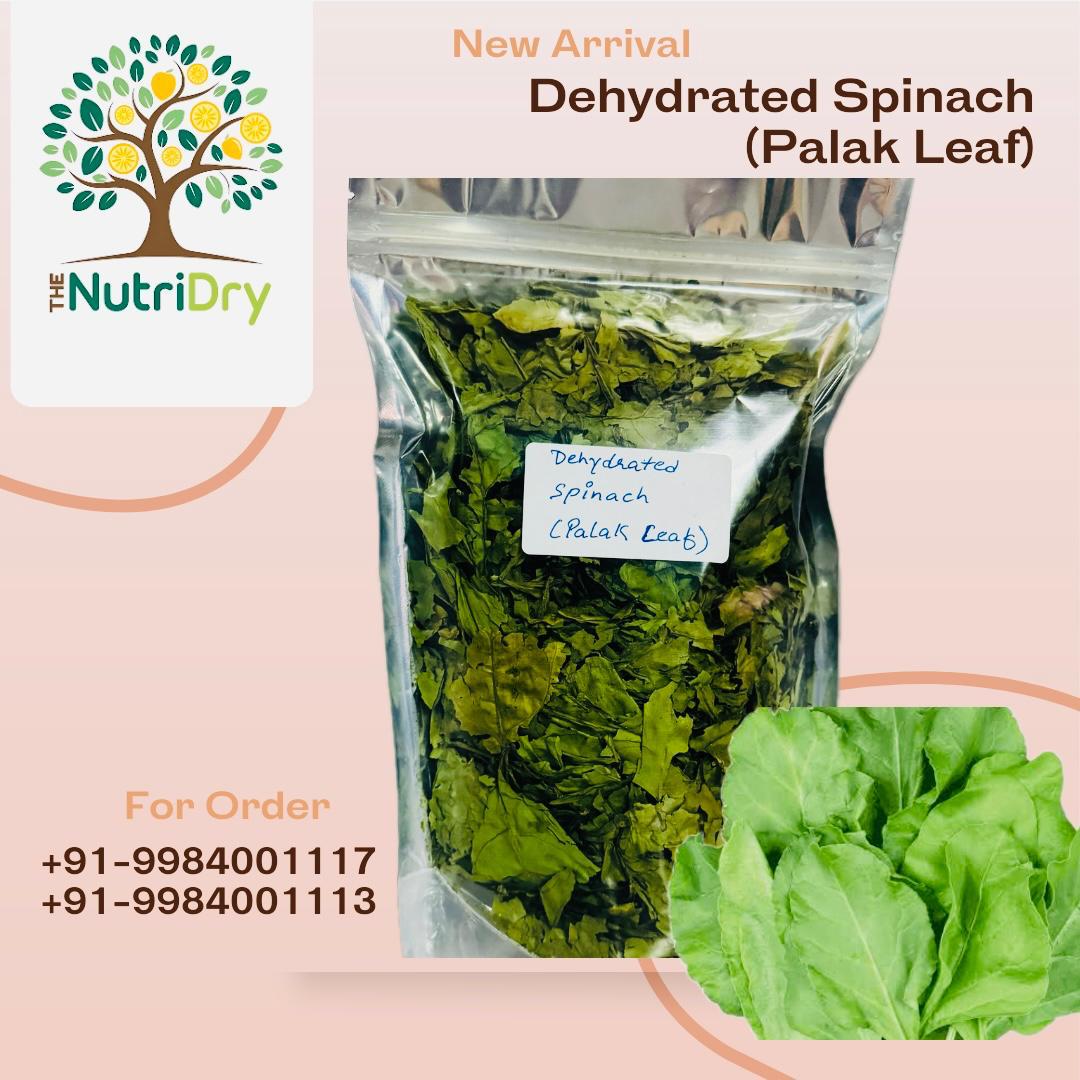 New Arrival
Dehydrated Spinach
(Palak Leaf)
THE NutriDry
Dehydrated
Spinach
(Palak Leaf)
For Order
+91-9984001117
+91-9984001113